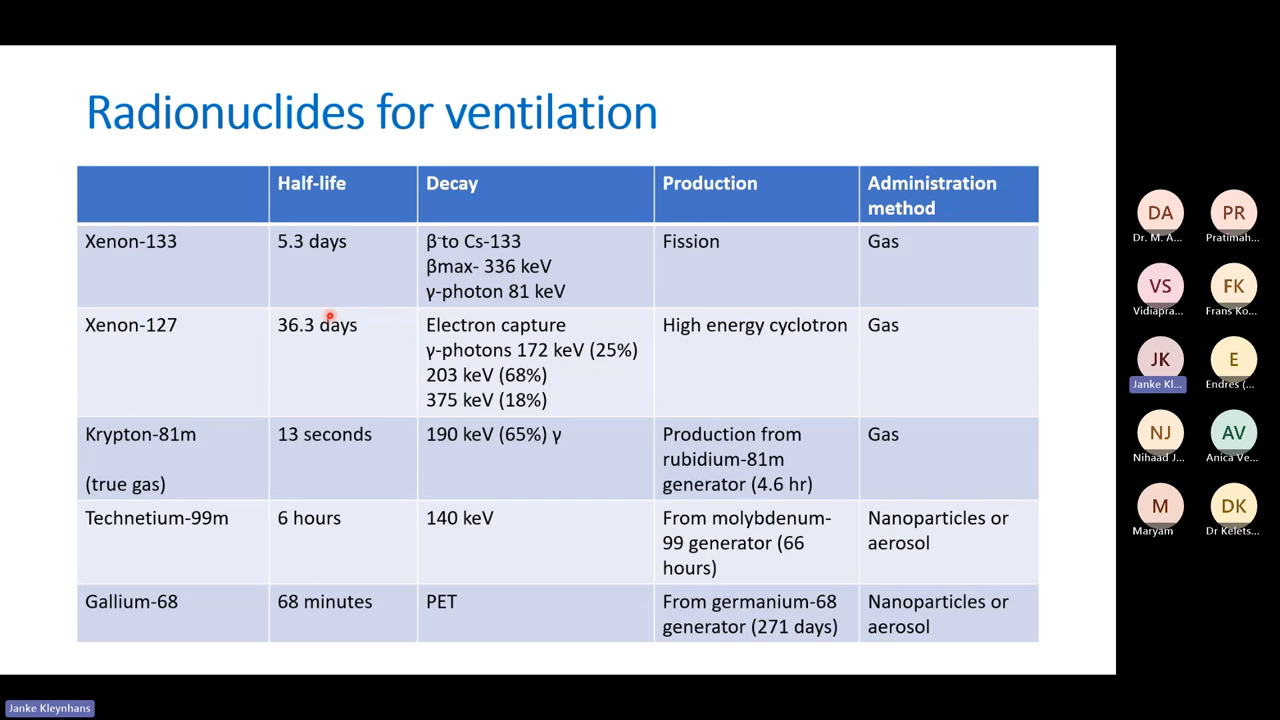 Radionuclides for ventilation
Half-life
Decay
Production
Administration
method
Xenon-133
5.3 days
β⁻to Cs-133
βmax- 336 keV
γ-photon 81 keV
Fission
Gas
Xenon-127
36.3 days
Electron capture
γ-photons 172 keV (25%)
203 keV (68%)
375 keV (18%)
High energy cyclotron
Gas
Krypton-81m
(true gas)
13 seconds
190 keV (65%) γ
Production from
rubidium-81m
generator (4.6 hr)
Gas
Technetium-99m
6 hours
140 keV
From molybdenum-
99 generator (66
hours)
Nanoparticles or
aerosol
Gallium-68
68 minutes
PET
From germanium-68
generator (271 days)
Nanoparticles or
aerosol
DA
Dr. M. A...
PR
Pratimah...
VS
Vidiapra...
FK
Frans Ko...
JK
Janke Kl...
E
Endres (...
NJ
Nihaad J...
AV
Anica Ve...
M
Maryam
DK
Dr Kelets...
Janke Kleynhans